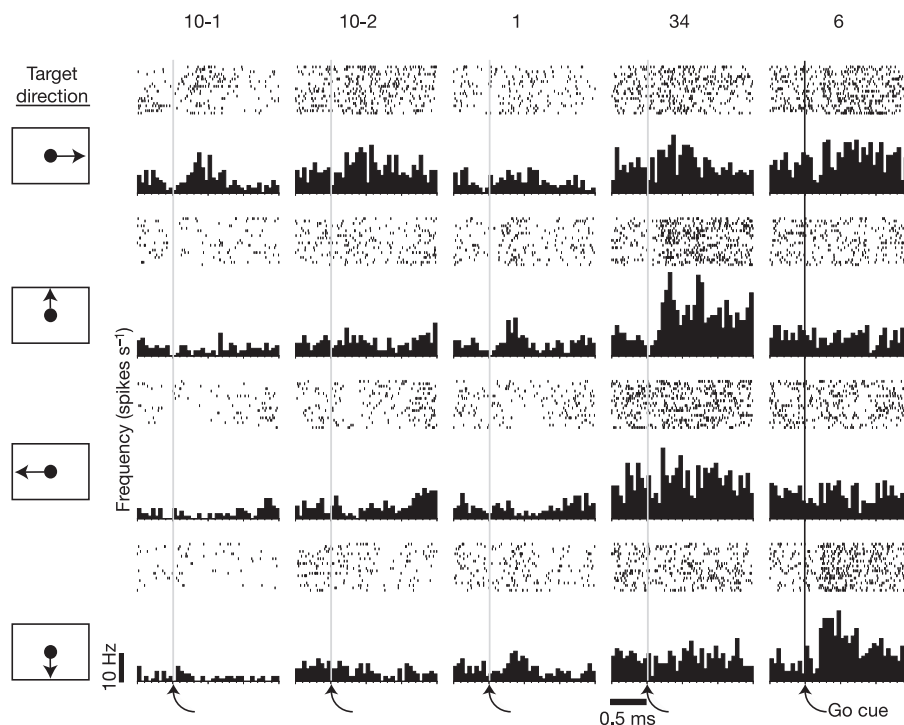 10-1 10-2 1 34 6
Target
direction
Frequency (spikes s⁻¹)
10 Hz
0.5 ms
Go cue